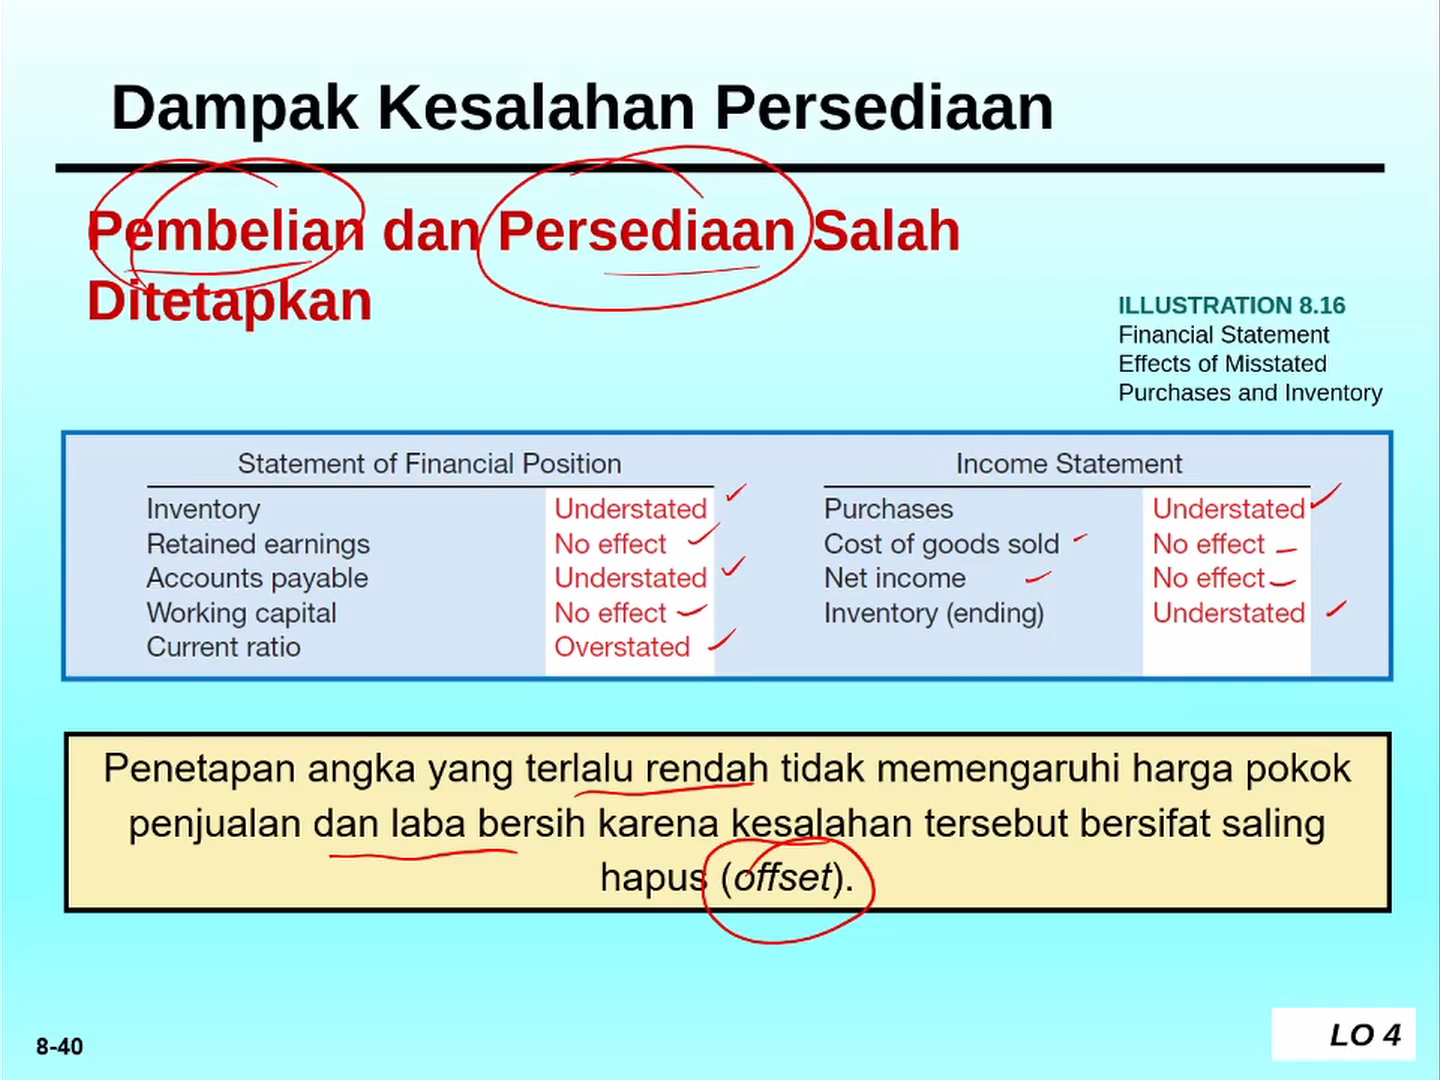 Dampak Kesalahan Persediaan
Pembelian dan Persediaan Salah
Ditetapkan
ILLUSTRATION 8.16
Financial Statement
Effects of Misstated
Purchases and Inventory
Statement of Financial Position
Inventory Understated
Retained earnings No effect
Accounts payable Understated
Working capital No effect
Current ratio Overstated
Income Statement
Purchases Understated
Cost of goods sold No effect
Net income No effect
Inventory (ending) Understated
Penetapan angka yang terlalu rendah tidak memengaruhi harga pokok
penjualan dan laba bersih karena kesalahan tersebut bersifat saling
hapus (offset).
8-40
LO 4